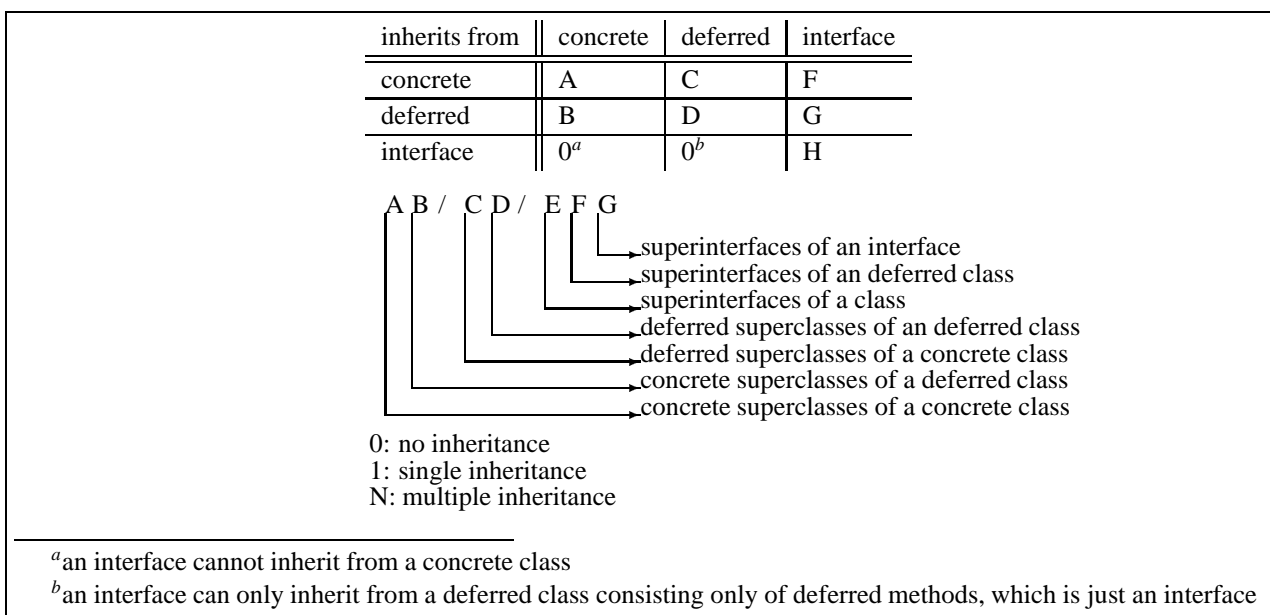 inherits from concrete deferred interface
concrete A C F
deferred B D G
interface 0a 0b H
A B / C D / E F G
superinterfaces of an interface
superinterfaces of an deferred class
superinterfaces of a class
deferred superclasses of an deferred class
deferred superclasses of a concrete class
concrete superclasses of a deferred class
concrete superclasses of a concrete class
0: no inheritance
1: single inheritance
N: multiple inheritance
a an interface cannot inherit from a concrete class
b an interface can only inherit from a deferred class consisting only of deferred methods, which is just an interface